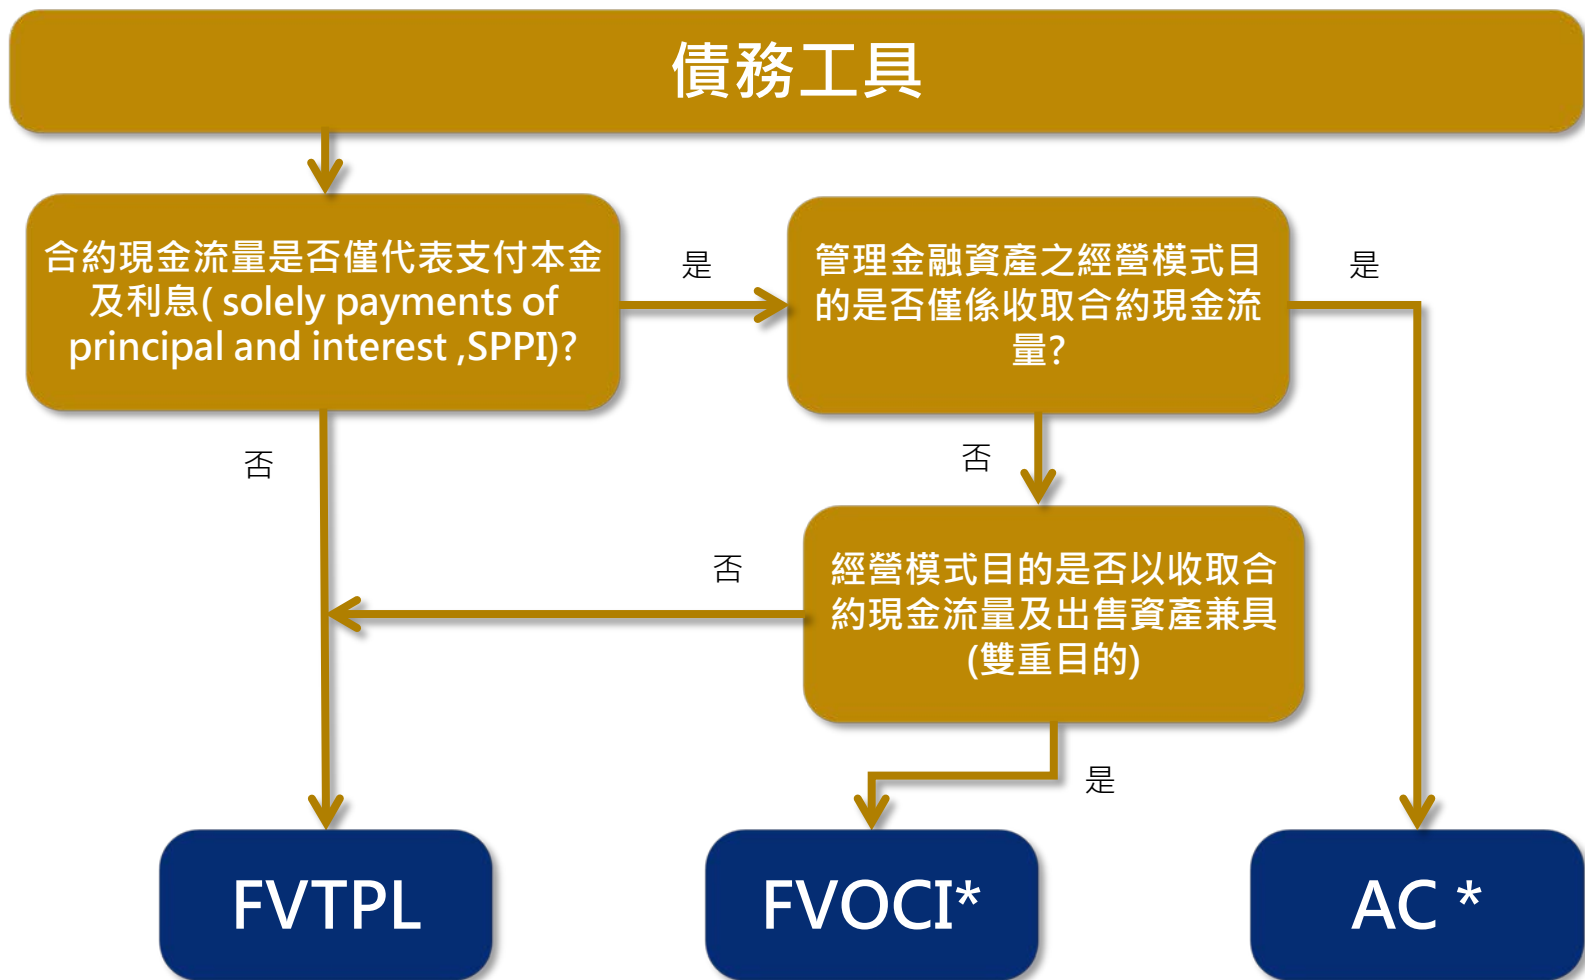 債務工具
合約現金流量是否僅代表支付本金
及利息( solely payments of
principal and interest ,SPPI)?
是
管理金融資產之經營模式目
的是否僅係收取合約現金流
量?
是
否
否
否
經營模式目的是否以收取合
約現金流量及出售資產兼具
(雙重目的)
是
FVTPL
FVOCI*
AC *